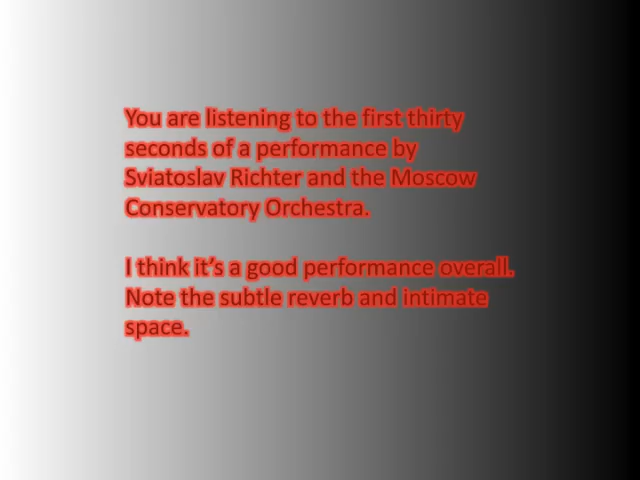 You are listening to the first thirty
seconds of a performance by
Sviatoslav Richter and the Moscow
Conservatory Orchestra.
I think it's a good performance overall.
Note the subtle reverb and intimate
space.